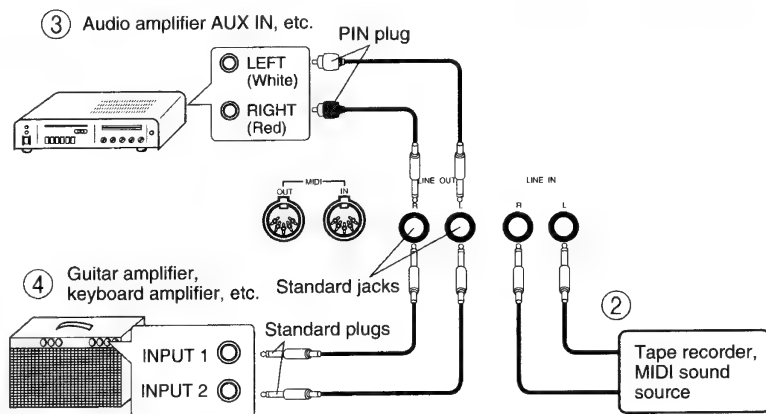 ③ Audio amplifier AUX IN, etc.
PIN plug
LEFT
(White)
RIGHT
(Red)
MIDI
OUT
IN
LINE OUT
R
L
LINE IN
R
L
Standard jacks
④ Guitar amplifier,
keyboard amplifier, etc.
Standard plugs
INPUT 1
INPUT 2
②
Tape recorder,
MIDI sound
source